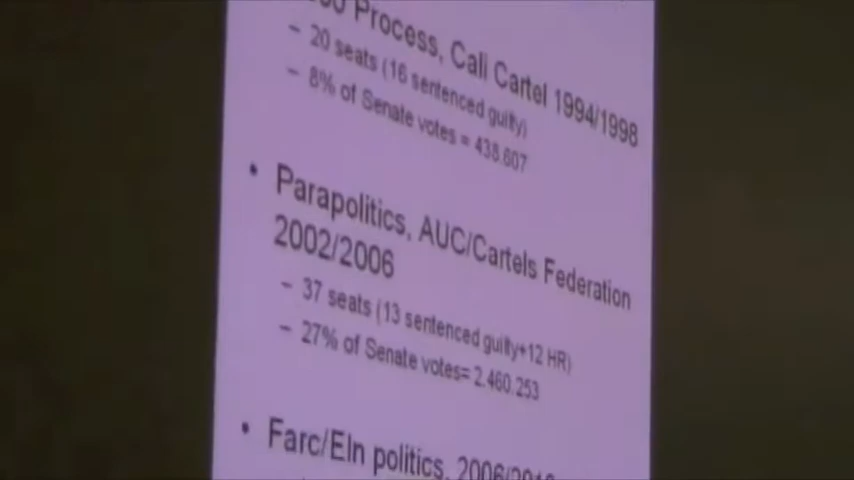 Process, Cali Cartel 1994/1998
– 20 seats (16 sentenced guilty)
– 8% of Senate votes = 438.607
• Parapolitics, AUC/Cartels Federation
2002/2006
– 37 seats (13 sentenced guilty+12 HR)
– 27% of Senate votes= 2.460.253
• Farc/Eln politics, 2006/2010